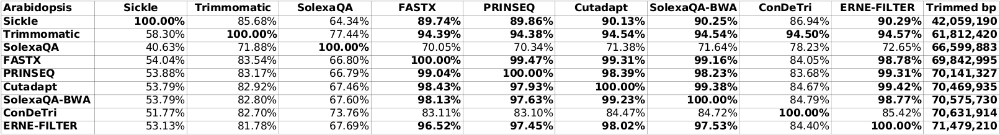 Arabidopsis Sickle Trimmomatic SolexaQA FASTX PRINSEQ Cutadapt SolexaQA-BWA ConDeTri ERNE-FILTER Trimmed bp
Sickle 100.00% 85.68% 64.34% 89.74% 89.86% 90.13% 90.25% 86.94% 90.29% 42,059,190
Trimmomatic 58.30% 100.00% 77.44% 94.39% 94.38% 94.54% 94.54% 94.50% 94.57% 61,812,420
SolexaQA 40.63% 71.88% 100.00% 70.05% 70.34% 71.38% 71.64% 78.23% 72.65% 66,599,883
FASTX 54.04% 83.54% 66.80% 100.00% 99.47% 99.31% 99.16% 84.05% 98.78% 69,842,995
PRINSEQ 53.88% 83.17% 66.79% 99.04% 100.00% 98.39% 98.23% 83.68% 99.31% 70,141,327
Cutadapt 53.79% 82.92% 67.46% 98.43% 97.93% 100.00% 99.38% 84.67% 99.42% 70,469,935
SolexaQA-BWA 53.79% 82.80% 67.60% 98.13% 97.63% 99.23% 100.00% 84.79% 98.77% 70,575,730
ConDeTri 51.77% 82.70% 73.76% 83.11% 83.10% 84.47% 84.72% 100.00% 85.42% 70,631,914
ERNE-FILTER 53.13% 81.78% 67.69% 96.52% 97.45% 98.02% 97.53% 84.40% 100.00% 71,479,210